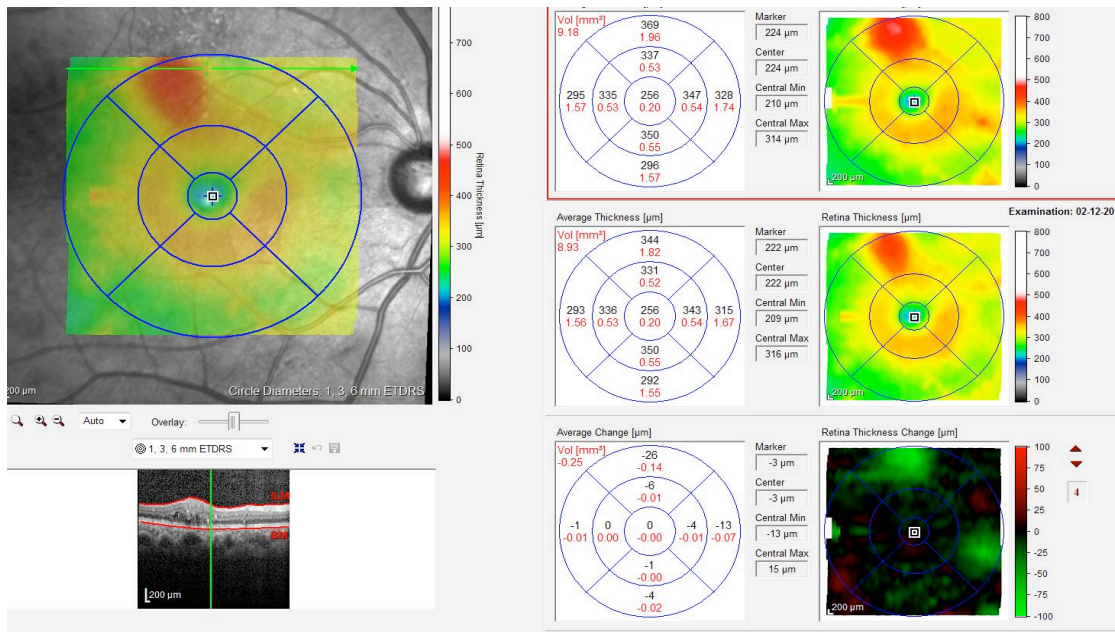 700
600
500
400
300
200
100
0
Retina Thickness [µm]
200 µm
Circle Diameters: 1, 3, 6 mm ETDRS
Auto
Overlay:
1, 3, 6 mm ETDRS
ILM
BM
200 µm
Vol [mm³]
9.18
369
1.96
337
0.53
295 335 256 347 328
1.57 0.53 0.20 0.54 1.74
350
0.55
296
1.57
Marker
224 µm
Center
224 µm
Central Min
210 µm
Central Max
314 µm
200 µm
800
700
600
500
400
300
200
100
0
Examination: 02-12-20
Average Thickness [µm]
Vol [mm³]
8.93
344
1.82
331
0.52
293 336 256 343 315
1.56 0.53 0.20 0.54 1.67
350
0.55
292
1.55
Marker
222 µm
Center
222 µm
Central Min
209 µm
Central Max
316 µm
Retina Thickness [µm]
200 µm
800
700
600
500
400
300
200
100
0
Average Change [µm]
Vol [mm³]
-0.25
-26
-0.14
-6
-0.01
-1 0 0 -4 -13
-0.01 0.00 -0.00 -0.01 -0.07
-1
-0.00
-4
-0.02
Marker
-3 µm
Center
-3 µm
Central Min
-13 µm
Central Max
15 µm
Retina Thickness Change [µm]
200 µm
100
75
50
25
0
-25
-50
-75
-100
4